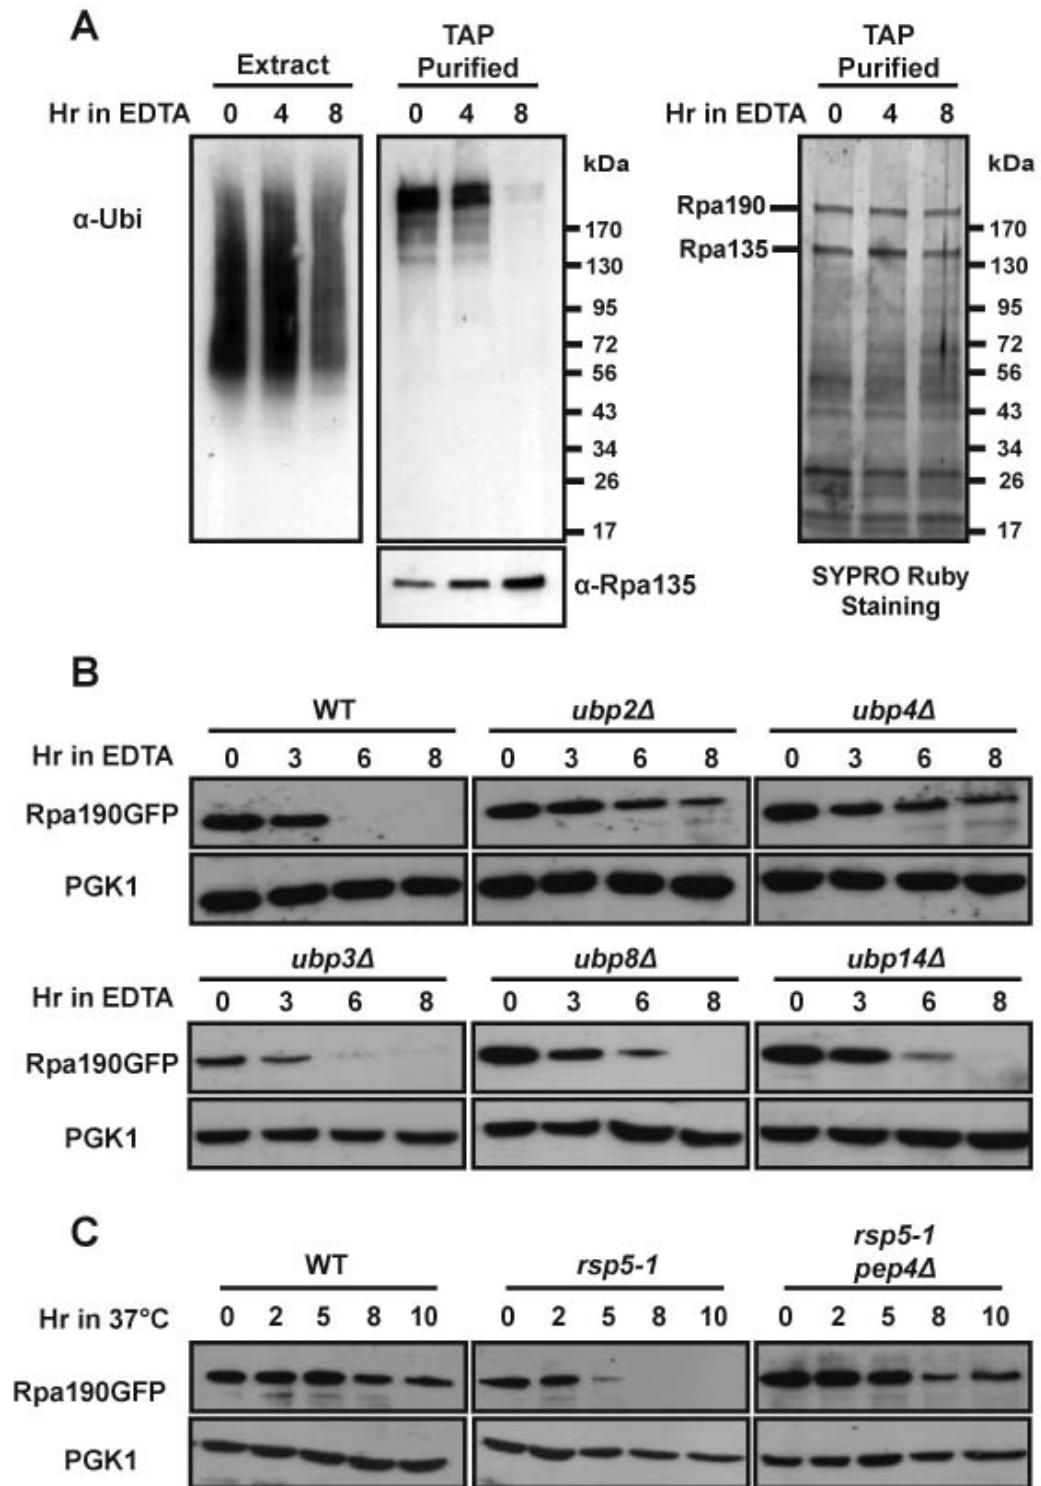 A
Extract
TAP
Purified
TAP
Purified
Hr in EDTA 0 4 8 0 4 8
Hr in EDTA 0 4 8
kDa
kDa
α-Ubi
Rpa190
Rpa135
170
130
95
72
56
43
34
26
17
170
130
95
72
56
43
34
26
17
α-Rpa135
SYPRO Ruby
Staining
B
WT ubp2Δ ubp4Δ
Hr in EDTA 0 3 6 8 0 3 6 8 0 3 6 8
Rpa190GFP
PGK1
ubp3Δ ubp8Δ ubp14Δ
Hr in EDTA 0 3 6 8 0 3 6 8 0 3 6 8
Rpa190GFP
PGK1
C
WT rsp5-1 rsp5-1
pep4Δ
Hr in 37°C 0 2 5 8 10 0 2 5 8 10 0 2 5 8 10
Rpa190GFP
PGK1